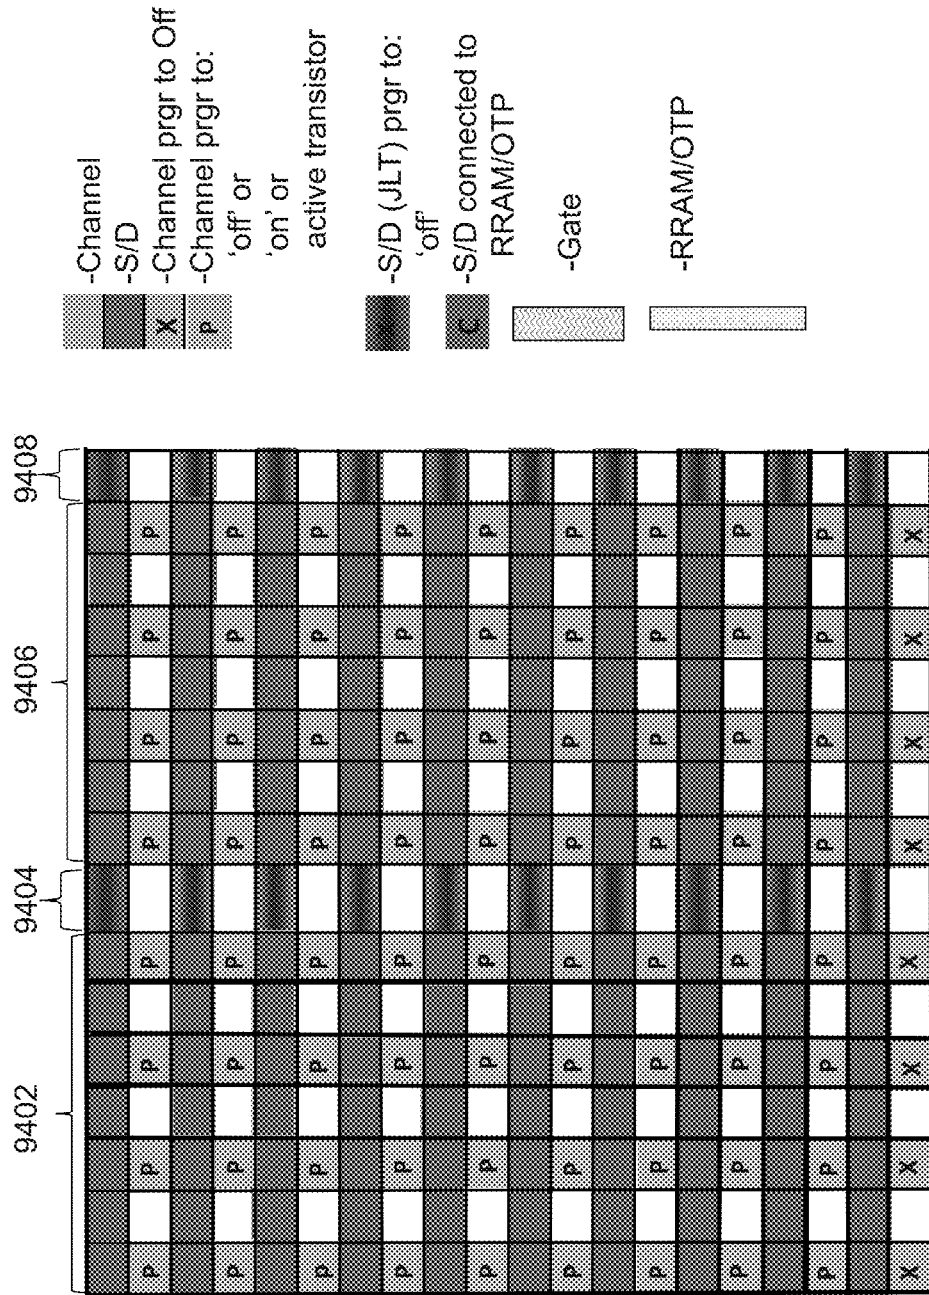 9402 9404 9406 9408
P P P P P P P P
P P P P P P P P
P P P P P P P P
P P P P P P P P
P P P P P P P P
P P P P P P P P
P P P P P P P P
P P P P P P P P
P P P P P P P P
X X X X X X X X
-Channel
-S/D
X -Channel prgr to Off
P -Channel prgr to:
'off' or
'on' or
active transistor
X -S/D (JLT) prgr to:
'off'
C -S/D connected to
RRAM/OTP
-Gate
-RRAM/OTP